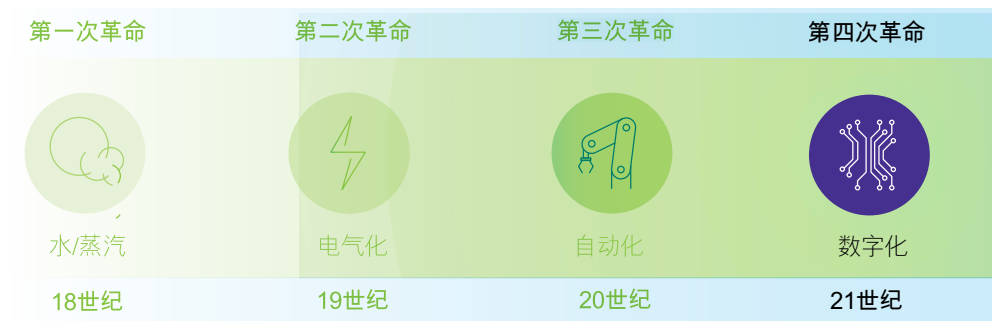 第一次革命 第二次革命 第三次革命 第四次革命
水/蒸汽 电气化 自动化 数字化
18世纪 19世纪 20世纪 21世纪